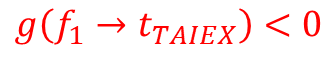 g(f₁ → t_TAIEX) < 0